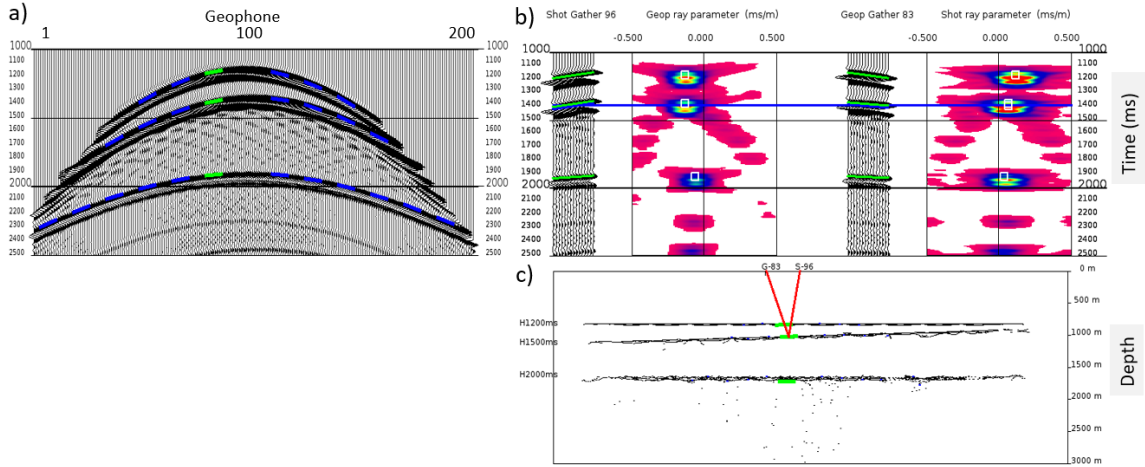 a)
Geophone
1 100 200
1000 1000
1100 1100
1200 1200
1300 1300
1400 1400
1500 1500
1600 1600
1700 1700
1800 1800
1900 1900
2000 2000
2100 2100
2200 2200
2300 2300
2400 2400
2500 2500
b)
Shot Gather 96 Geop ray parameter (ms/m) Geop Gather 83 Shot ray parameter (ms/m)
-0.500 0.000 0.500 -0.500 0.000 0.500
1000 1000
1100 1100
1200 1200
1300 1300
1400 1400
1500 1500
1600 1600
1700 1700
1800 1800
1900 1900
2000 2000
2100 2100
2200 2200
2300 2300
2400 2400
2500 2500
Time (ms)
c)
G-83 S-96
0 m
500 m
H1200ms
1000 m
H1500ms
1500 m
H2000ms
2000 m
2500 m
3000 m
Depth